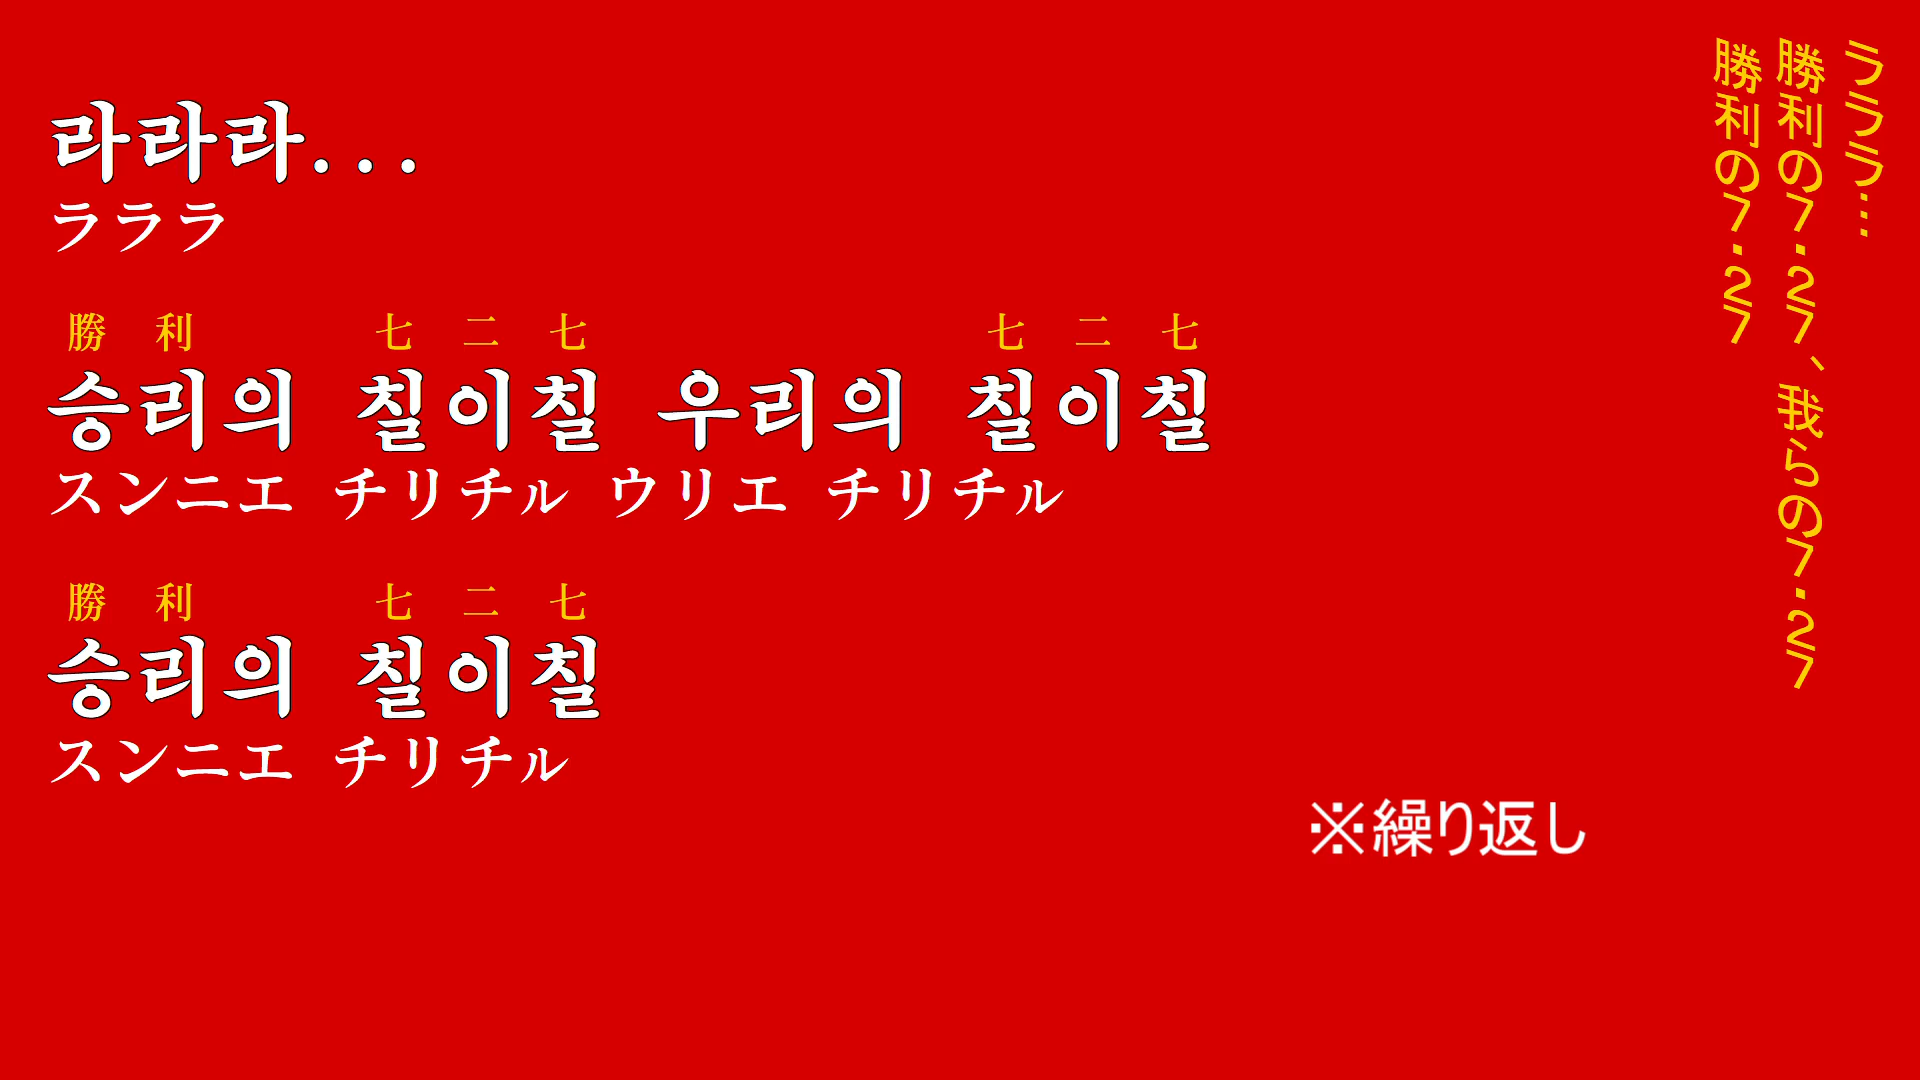 라라라...
ラララ
勝利 七二七 七二七
승리의 칠이칠 우리의 칠이칠
スンニエ チリチル ウリエ チリチル
勝利 七二七
승리의 칠이칠
スンニエ チリチル
※繰り返し
ラララ…
勝利の7・27、我らの7・27
勝利の7・27